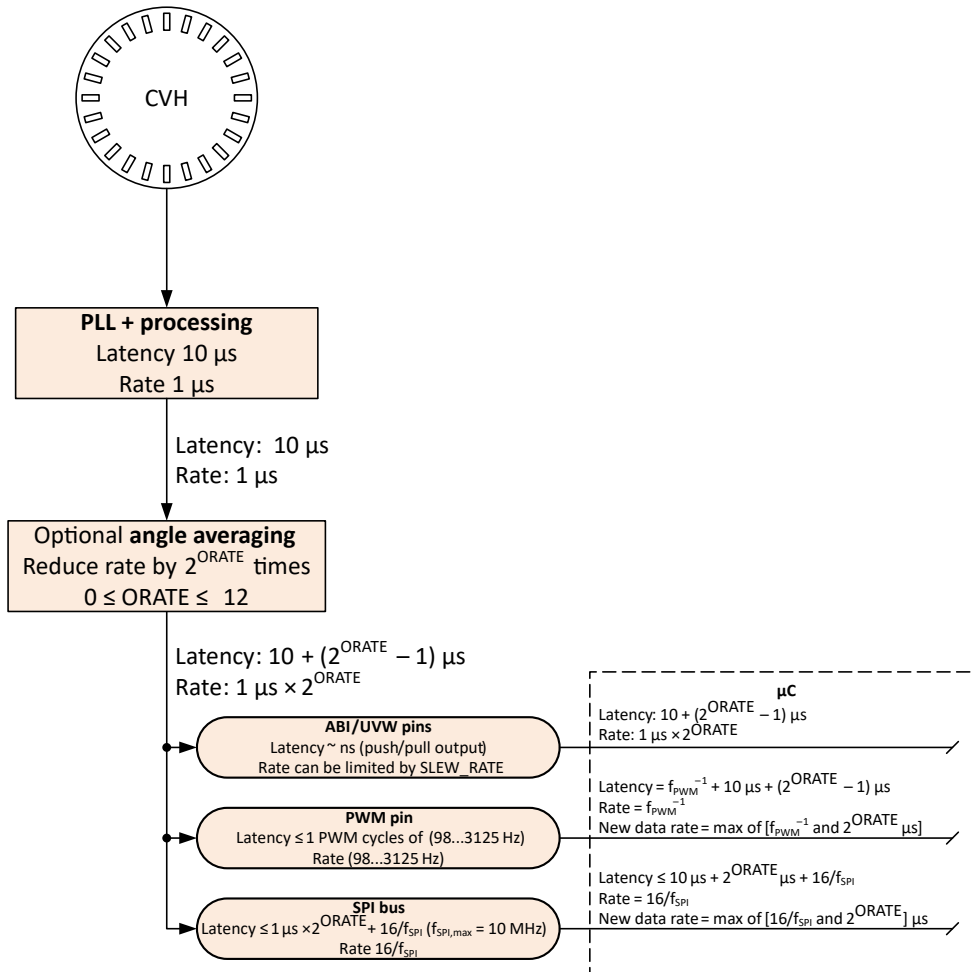 CVH
PLL + processing
Latency 10 µs
Rate 1 µs
Latency: 10 µs
Rate: 1 µs
Optional angle averaging
Reduce rate by 2^ORATE times
0 ≤ ORATE ≤ 12
Latency: 10 + (2^ORATE – 1) µs
Rate: 1 µs × 2^ORATE
ABI/UVW pins
Latency ~ ns (push/pull output)
Rate can be limited by SLEW_RATE
PWM pin
Latency ≤ 1 PWM cycles of (98...3125 Hz)
Rate (98...3125 Hz)
SPI bus
Latency ≤ 1 µs × 2^ORATE + 16/f_SPI (f_SPI,max = 10 MHz)
Rate 16/f_SPI
µC
Latency: 10 + (2^ORATE – 1) µs
Rate: 1 µs × 2^ORATE
Latency = f_PWM^–1 + 10 µs + (2^ORATE – 1) µs
Rate = f_PWM^–1
New data rate = max of [f_PWM^–1 and 2^ORATE µs]
Latency ≤ 10 µs + 2^ORATE µs + 16/f_SPI
Rate = 16/f_SPI
New data rate = max of [16/f_SPI and 2^ORATE] µs